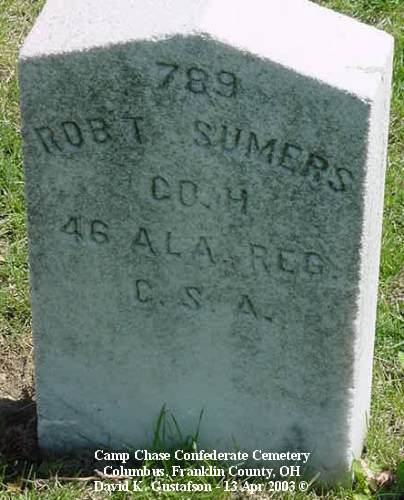 789
ROB'T SUMERS
CO. H
46 ALA. REG.
C. S. A.
Camp Chase Confederate Cemetery
Columbus, Franklin County, OH
David K. Gustafson - 13 Apr 2003 ©